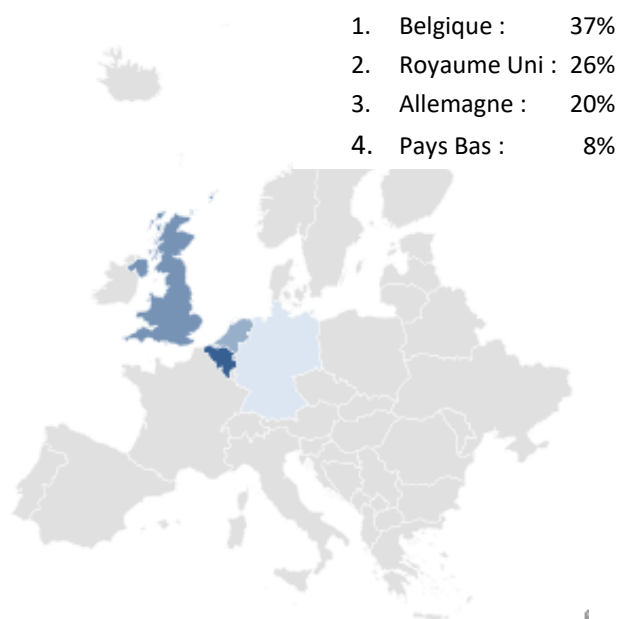 1. Belgique : 37%
2. Royaume Uni : 26%
3. Allemagne : 20%
4. Pays Bas : 8%